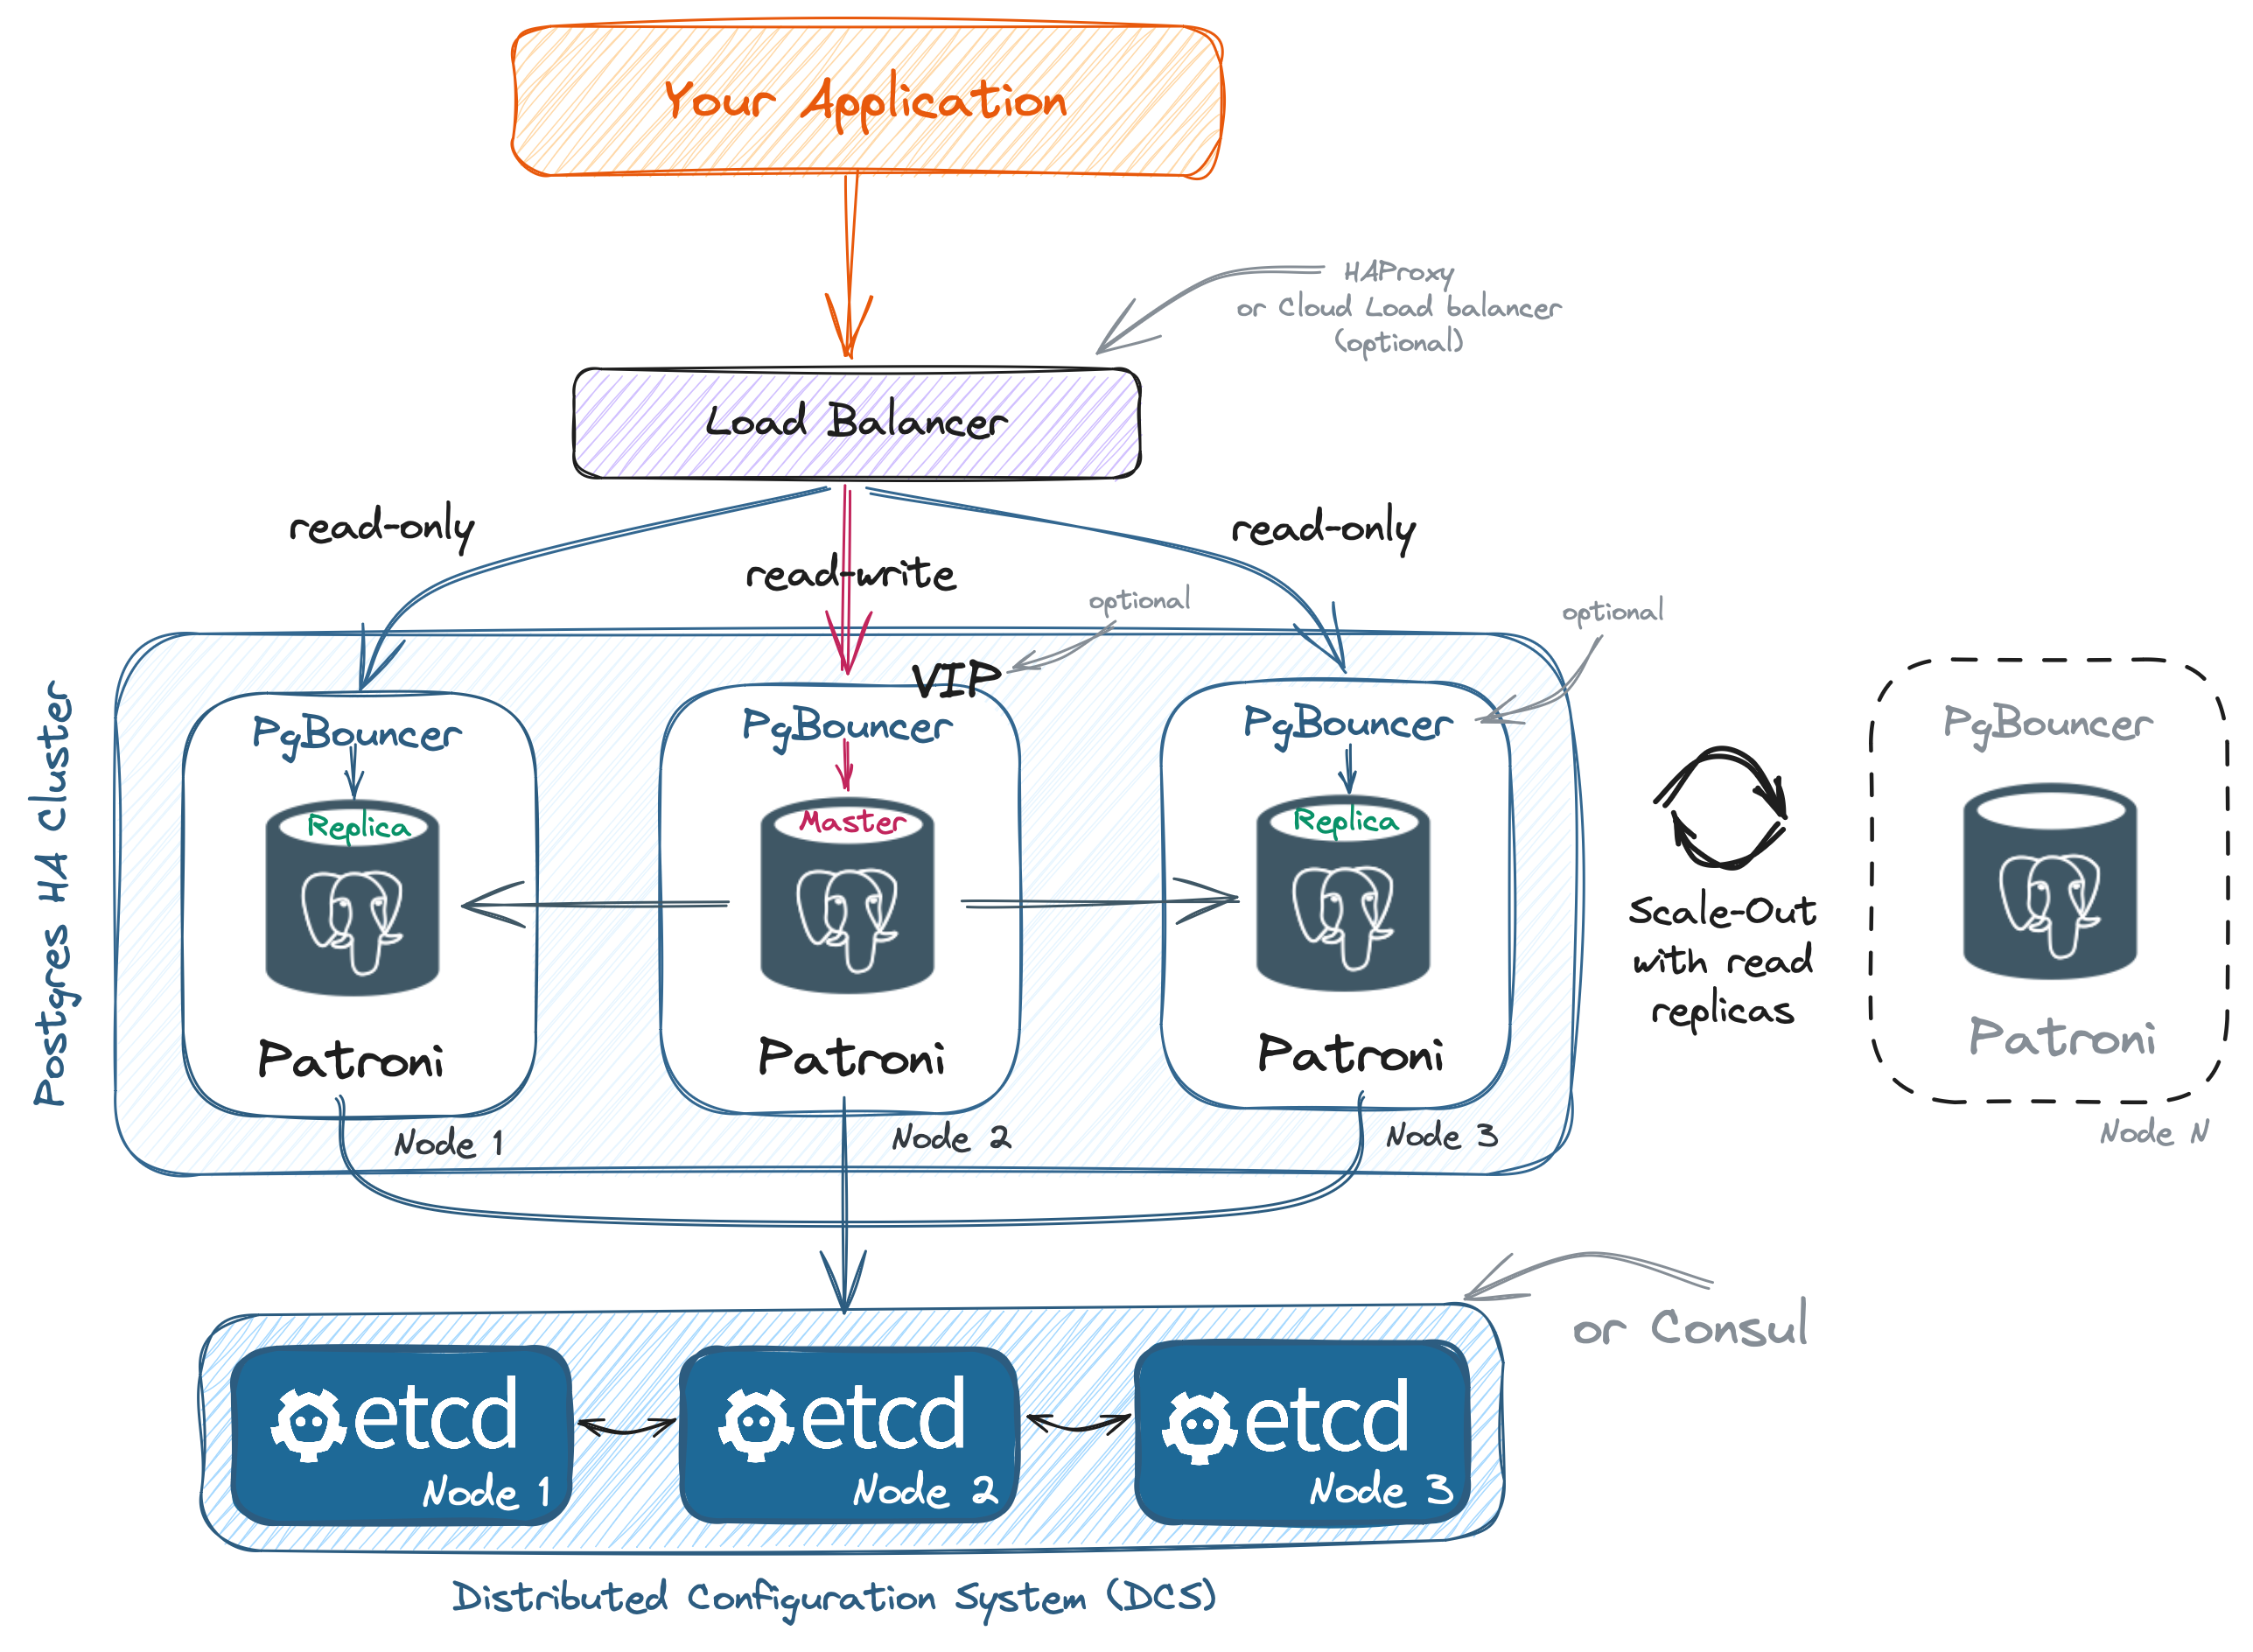 Your Application
HAProxy
or Cloud Load balancer
(optional)
Load Balancer
read-only
read-write
read-only
optional
optional
VIP
Postgres HA Cluster
PgBouncer
Replica
Patroni
Node 1
PgBouncer
Master
Patroni
Node 2
PgBouncer
Replica
Patroni
Node 3
Scale-Out
with read
replicas
PgBouncer
Patroni
Node N
or Consul
etcd
Node 1
etcd
Node 2
etcd
Node 3
Distributed Configuration System (DCS)